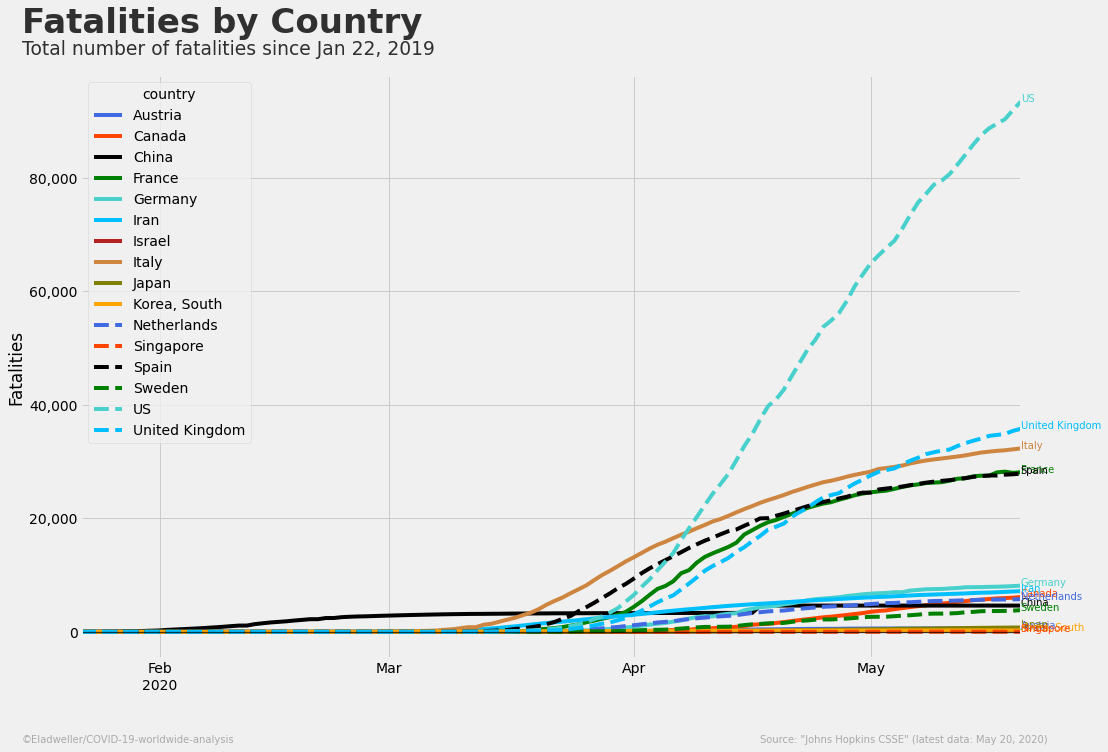 Fatalities by Country
Total number of fatalities since Jan 22, 2019
country
Austria
Canada
China
France
Germany
Iran
Israel
Italy
Japan
Korea, South
Netherlands
Singapore
Spain
Sweden
US
United Kingdom
Fatalities
80,000
60,000
40,000
20,000
0
Feb
2020
Mar
Apr
May
US
United Kingdom
Italy
France
Spain
Germany
Iran
Canada
Netherlands
China
Sweden
Japan
Singapore
©Eladweller/COVID-19-worldwide-analysis
Source: "Johns Hopkins CSSE" (latest data: May 20, 2020)